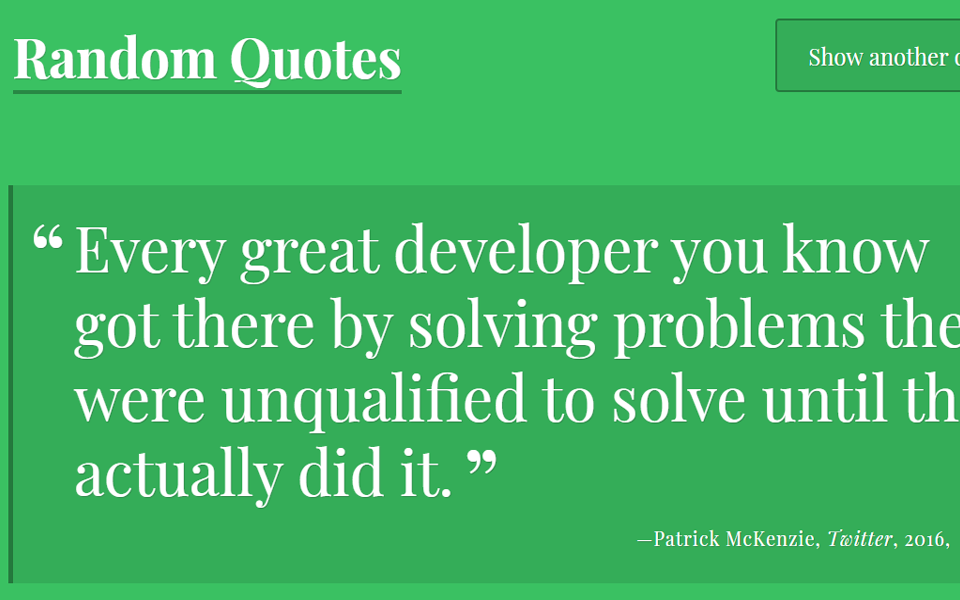 Random Quotes
Show another
“ Every great developer you know
got there by solving problems the
were unqualified to solve until th
actually did it. ”
—Patrick McKenzie, Twitter, 2016,